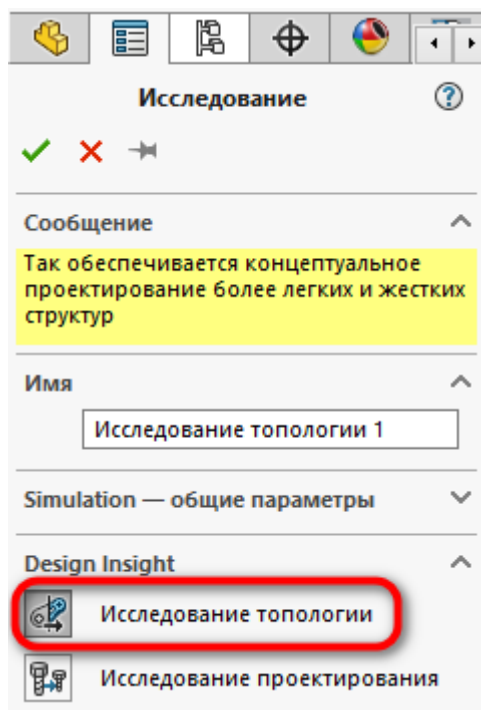 Исследование
Сообщение
Так обеспечивается концептуальное
проектирование более легких и жестких
структур
Имя
Исследование топологии 1
Simulation — общие параметры
Design Insight
Исследование топологии
Исследование проектирования